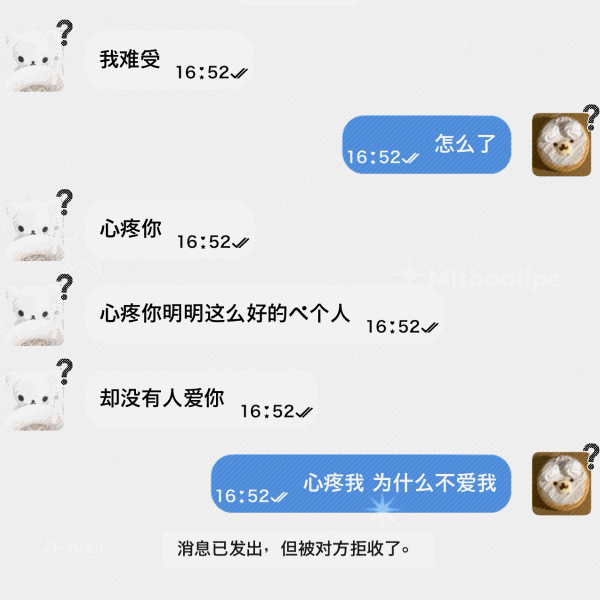 ?
我难受 16:52
?
16:52 怎么了
?
心疼你 16:52
?
心疼你明明这么好的ペ个人 16:52
?
却没有人爱你 16:52
?
16:52 心疼我 为什么不爱我
消息已发出，但被对方拒收了。